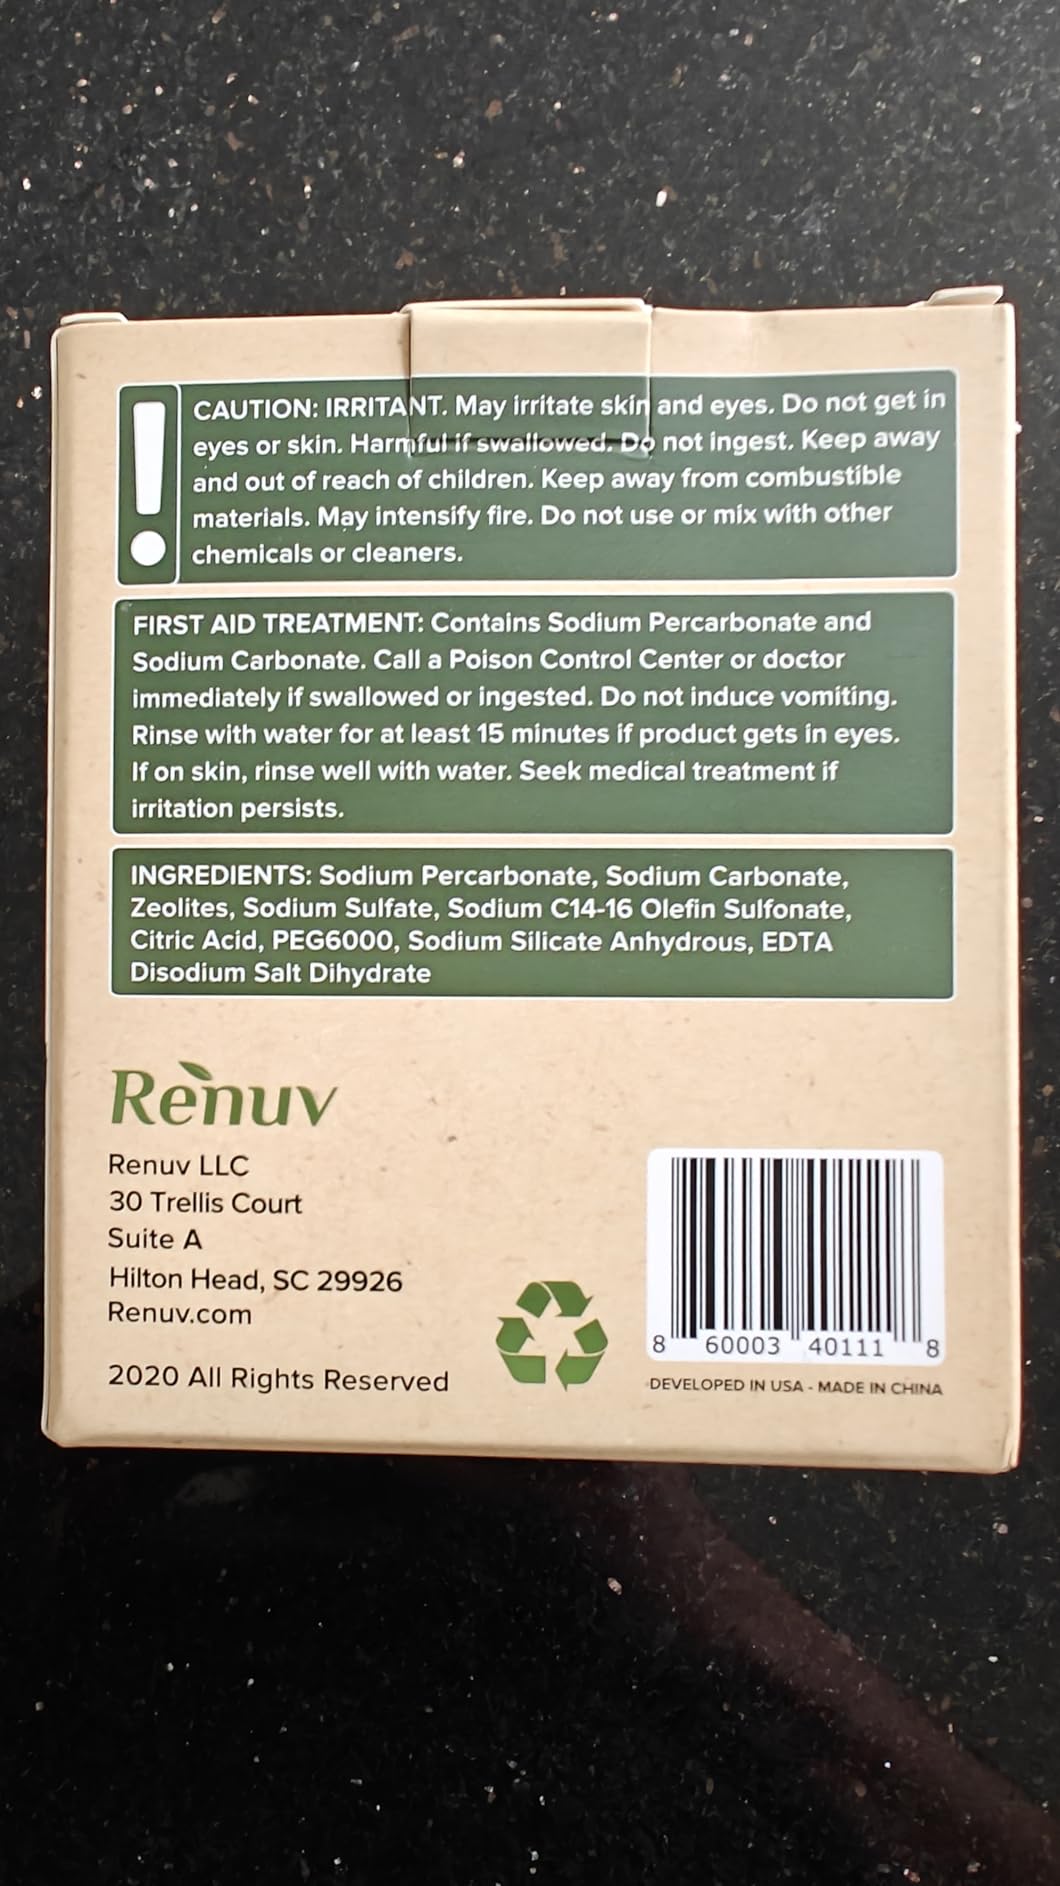 CAUTION: IRRITANT. May irritate skin and eyes. Do not get in
eyes or skin. Harmful if swallowed. Do not ingest. Keep away
and out of reach of children. Keep away from combustible
materials. May intensify fire. Do not use or mix with other
chemicals or cleaners.
FIRST AID TREATMENT: Contains Sodium Percarbonate and
Sodium Carbonate. Call a Poison Control Center or doctor
immediately if swallowed or ingested. Do not induce vomiting.
Rinse with water for at least 15 minutes if product gets in eyes.
If on skin, rinse well with water. Seek medical treatment if
irritation persists.
INGREDIENTS: Sodium Percarbonate, Sodium Carbonate,
Zeolites, Sodium Sulfate, Sodium C14-16 Olefin Sulfonate,
Citric Acid, PEG6000, Sodium Silicate Anhydrous, EDTA
Disodium Salt Dihydrate
Renuv
Renuv LLC
30 Trellis Court
Suite A
Hilton Head, SC 29926
Renuv.com
2020 All Rights Reserved
8 60003 40111 8
DEVELOPED IN USA - MADE IN CHINA